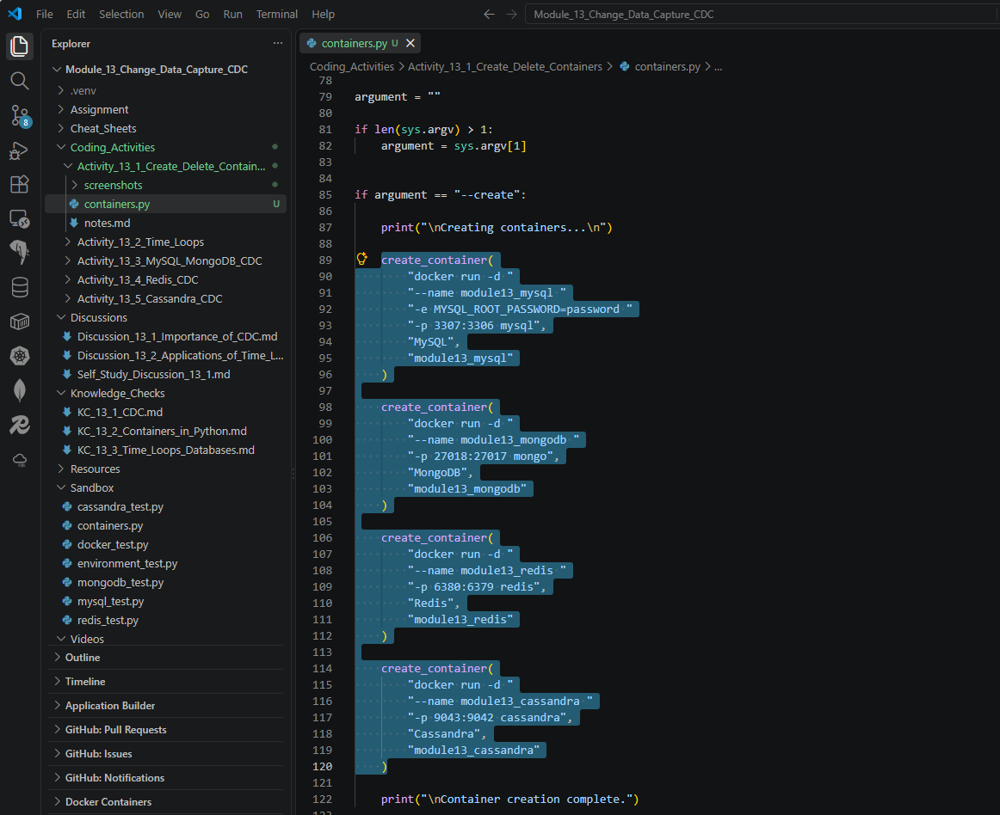 File Edit Selection View Go Run Terminal Help
Module_13_Change_Data_Capture_CDC
Explorer
...
containers.py U
Module_13_Change_Data_Capture_CDC
.venv
Assignment
Cheat_Sheets
Coding_Activities
Activity_13_1_Create_Delete_Contain...
screenshots
containers.py U
notes.md
Activity_13_2_Time_Loops
Activity_13_3_MySQL_MongoDB_CDC
Activity_13_4_Redis_CDC
Activity_13_5_Cassandra_CDC
Discussions
Discussion_13_1_Importance_of_CDC.md
Discussion_13_2_Applications_of_Time_L...
Self_Study_Discussion_13_1.md
Knowledge_Checks
KC_13_1_CDC.md
KC_13_2_Containers_in_Python.md
KC_13_3_Time_Loops_Databases.md
Resources
Sandbox
cassandra_test.py
containers.py
docker_test.py
environment_test.py
mongodb_test.py
mysql_test.py
redis_test.py
Videos
Outline
Timeline
Application Builder
GitHub: Pull Requests
GitHub: Issues
GitHub: Notifications
Docker Containers
8
Coding_Activities > Activity_13_1_Create_Delete_Containers > containers.py > ...
78
79 argument = ""
80
81 if len(sys.argv) > 1:
82 argument = sys.argv[1]
83
84
85 if argument == "--create":
86
87 print("\nCreating containers...\n")
88
89 create_container(
90 "docker run -d "
91 "--name module13_mysql "
92 "-e MYSQL_ROOT_PASSWORD=password "
93 "-p 3307:3306 mysql",
94 "MySQL",
95 "module13_mysql"
96 )
97
98 create_container(
99 "docker run -d "
100 "--name module13_mongodb "
101 "-p 27018:27017 mongo",
102 "MongoDB",
103 "module13_mongodb"
104 )
105
106 create_container(
107 "docker run -d "
108 "--name module13_redis "
109 "-p 6380:6379 redis",
110 "Redis",
111 "module13_redis"
112 )
113
114 create_container(
115 "docker run -d "
116 "--name module13_cassandra "
117 "-p 9043:9042 cassandra",
118 "Cassandra",
119 "module13_cassandra"
120 )
121
122 print("\nContainer creation complete.")
123